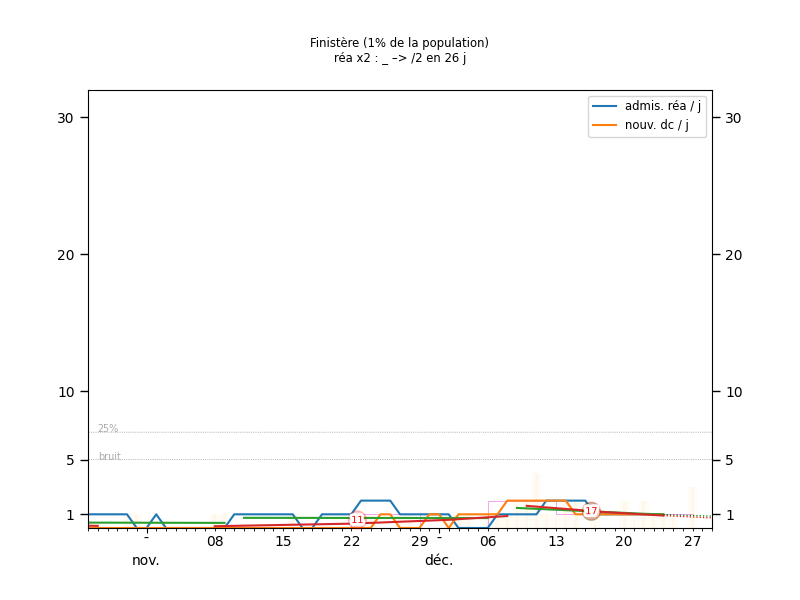 Finistère (1% de la population)
réa x2 : _ –> /2 en 26 j
admis. réa / j
nouv. dc / j
30
30
20
20
10
10
25%
5
bruit
5
1
11
17
1
- 08 15 22 29 - 06 13 20 27
nov. déc.